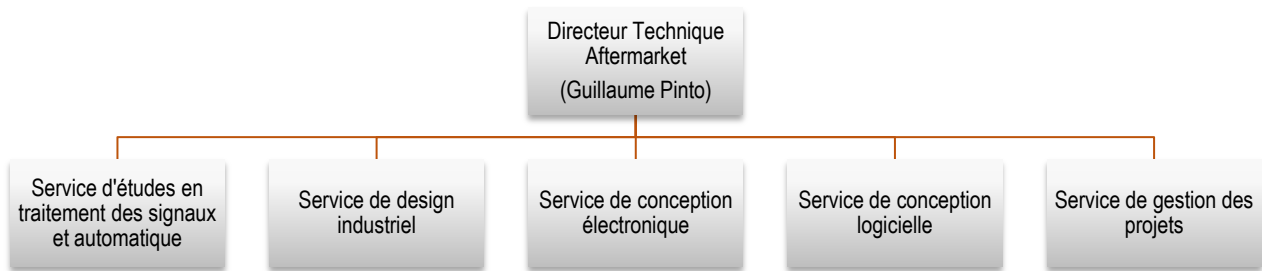 Directeur Technique
Aftermarket
(Guillaume Pinto)
Service d'études en
traitement des signaux
et automatique
Service de design
industriel
Service de conception
électronique
Service de conception
logicielle
Service de gestion des
projets